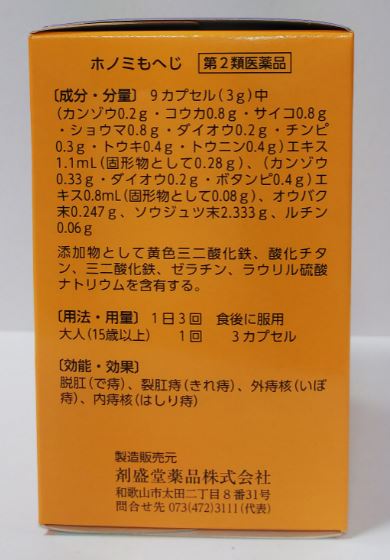 ホノミもへじ 第2類医薬品
〔成分・分量〕 9カプセル(3g)中
(カンゾウ0.2g・コウカ0.8g・サイコ0.8g
・ショウマ0.8g・ダイオウ0.2g・チンピ
0.3g・トウキ0.4g・トウニン0.4g)エキス
1.1mL(固形物として0.28g)、(カンゾウ
0.33g・ダイオウ0.2g・ボタンピ0.4g)エ
キス0.8mL(固形物として0.08g)、オウバク
末0.247g、ソウジュツ末2.333g、ルチン
0.06g
添加物として黄色三二酸化鉄、酸化チタ
ン、三二酸化鉄、ゼラチン、ラウリル硫酸
ナトリウムを含有する。
〔用法・用量〕 1日3回 食後に服用
大人(15歳以上) 1回 3カプセル
〔効能・効果〕
脱肛(で痔)、裂肛痔(きれ痔)、外痔核(いぼ
痔)、内痔核(はしり痔)
製造販売元
剤盛堂薬品株式会社
和歌山市太田二丁目8番31号
問合せ先 073(472)3111(代表)